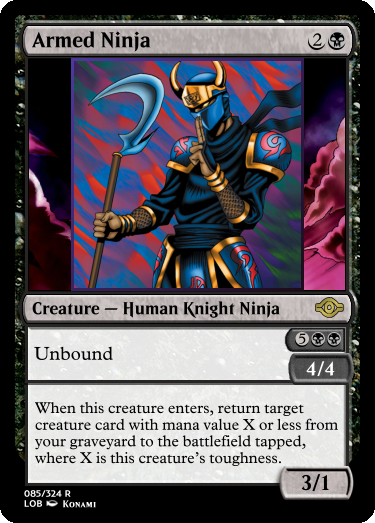 Armed Ninja 2
Creature — Human Knight Ninja
5
Unbound
4/4
When this creature enters, return target
creature card with mana value X or less from
your graveyard to the battlefield tapped,
where X is this creature's toughness.
3/1
085/324 R
LOB KONAMI